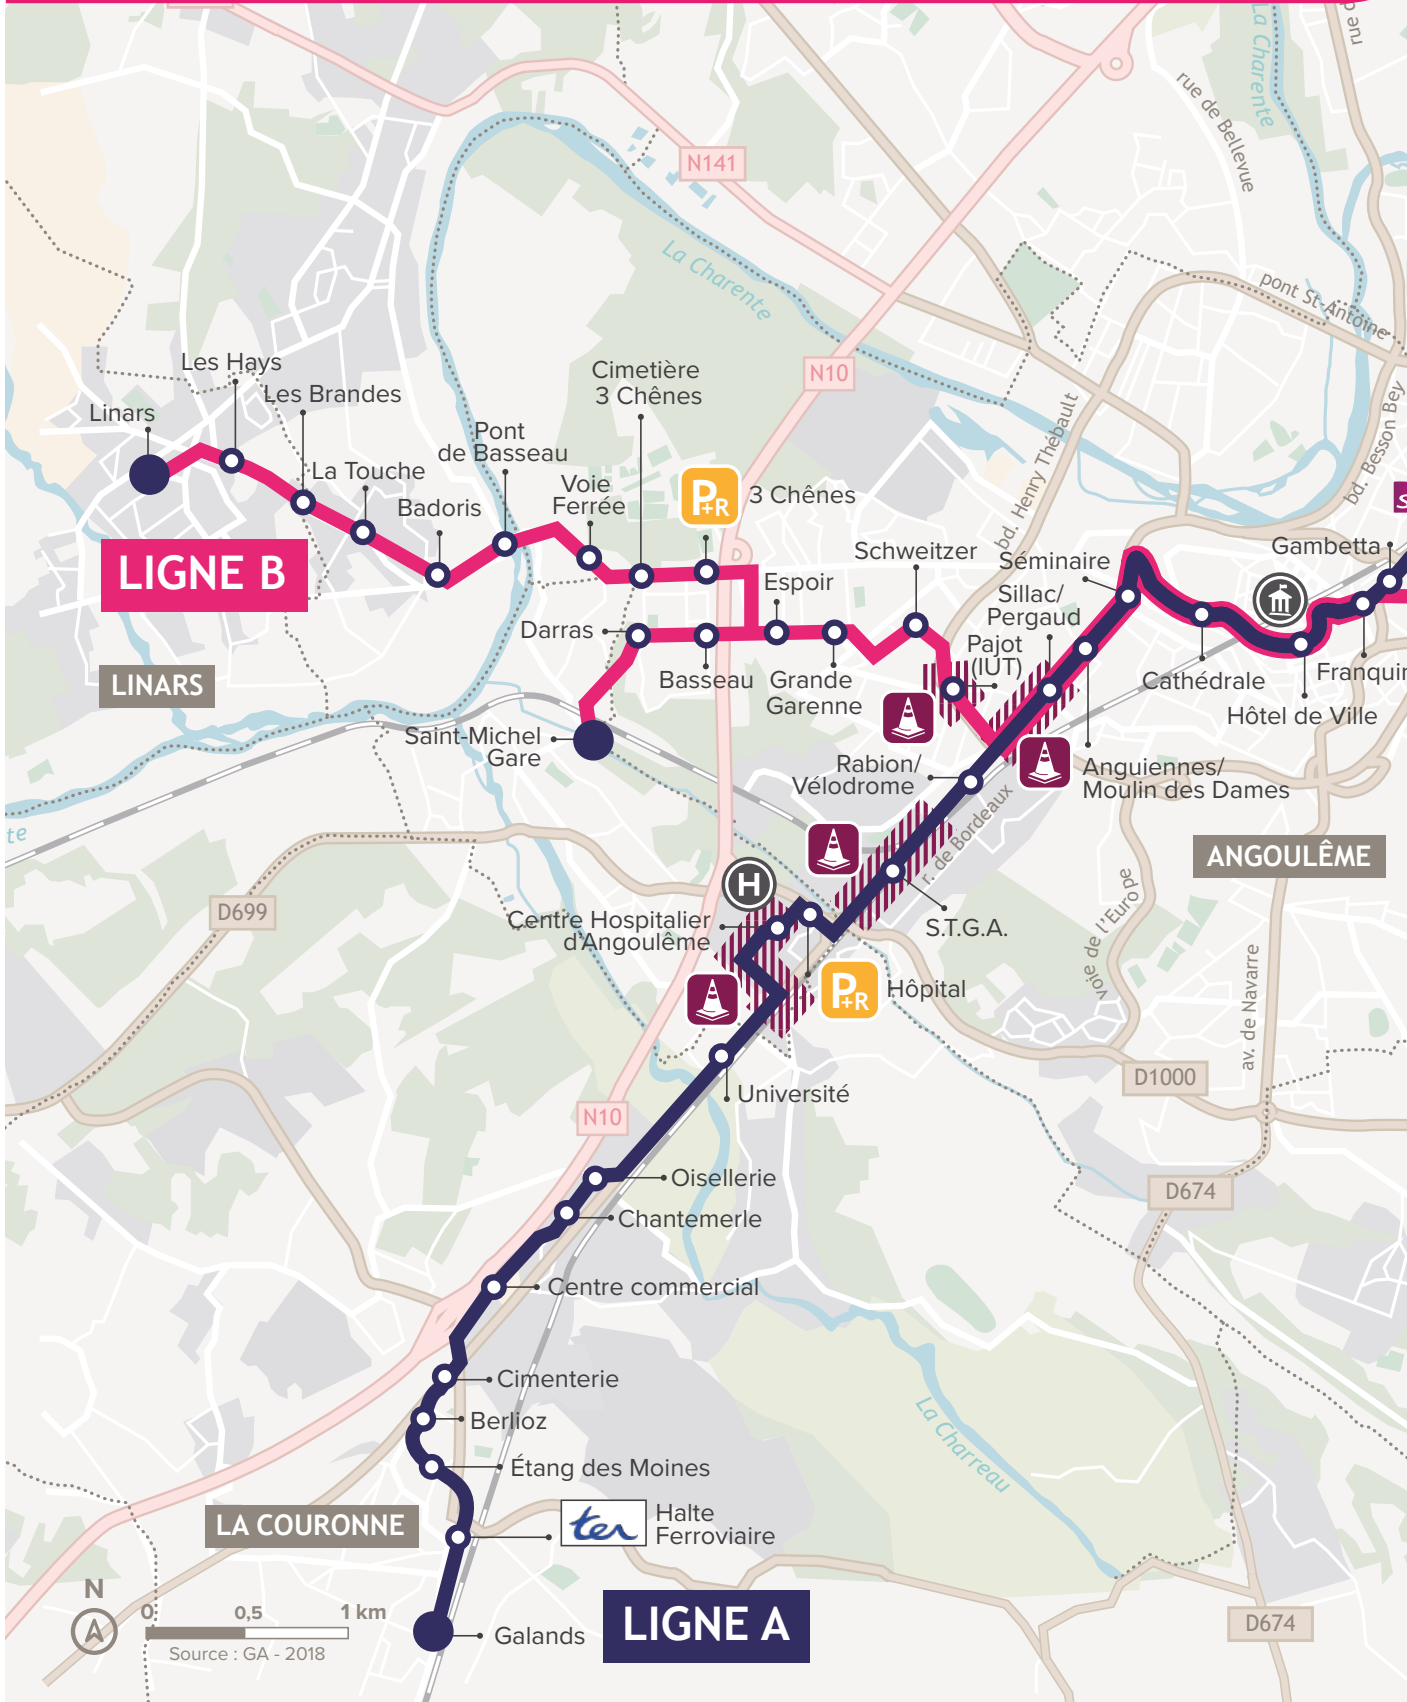 La Charente
rue de Bellevue
N141
La Charente
pont St-Antoine
N10
bd. Henry Thébault
bd. Besson Bey
Les Hays
Les Brandes
Linars
La Touche
Badoris
Pont
de Basseau
Voie
Ferrée
Cimetière
3 Chênes
P+R
3 Chênes
LIGNE B
Schweitzer
Espoir
Séminaire
Sillac/
Pergaud
Gambetta
Darras
Pajot
(IUT)
LINARS
Basseau
Grande
Garenne
Cathédrale
Franquin
Hôtel de Ville
Saint-Michel
Gare
Rabion/
Vélodrome
Anguiennes/
Moulin des Dames
r. de Bordeaux
ANGOULÊME
H
D699
Centre Hospitalier
d'Angoulême
S.T.G.A.
voie de l'Europe
av. de Navarre
P+R
Hôpital
Université
D1000
N10
Oisellerie
D674
Chantemerle
Centre commercial
Cimenterie
Berlioz
La Charreau
Étang des Moines
LA COURONNE
ter
Halte
Ferroviaire
N
0 0,5 1 km
Source : GA - 2018
Galands
LIGNE A
D674